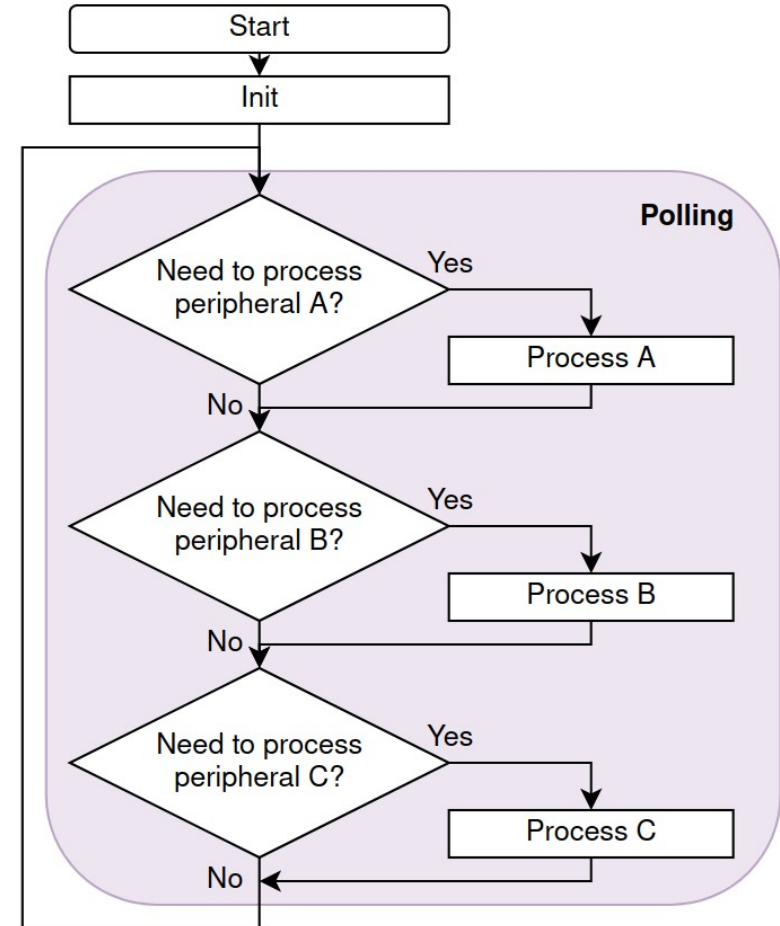 Start
Init
Polling
Need to process
peripheral A?
Yes
Process A
No
Need to process
peripheral B?
Yes
Process B
No
Need to process
peripheral C?
Yes
Process C
No